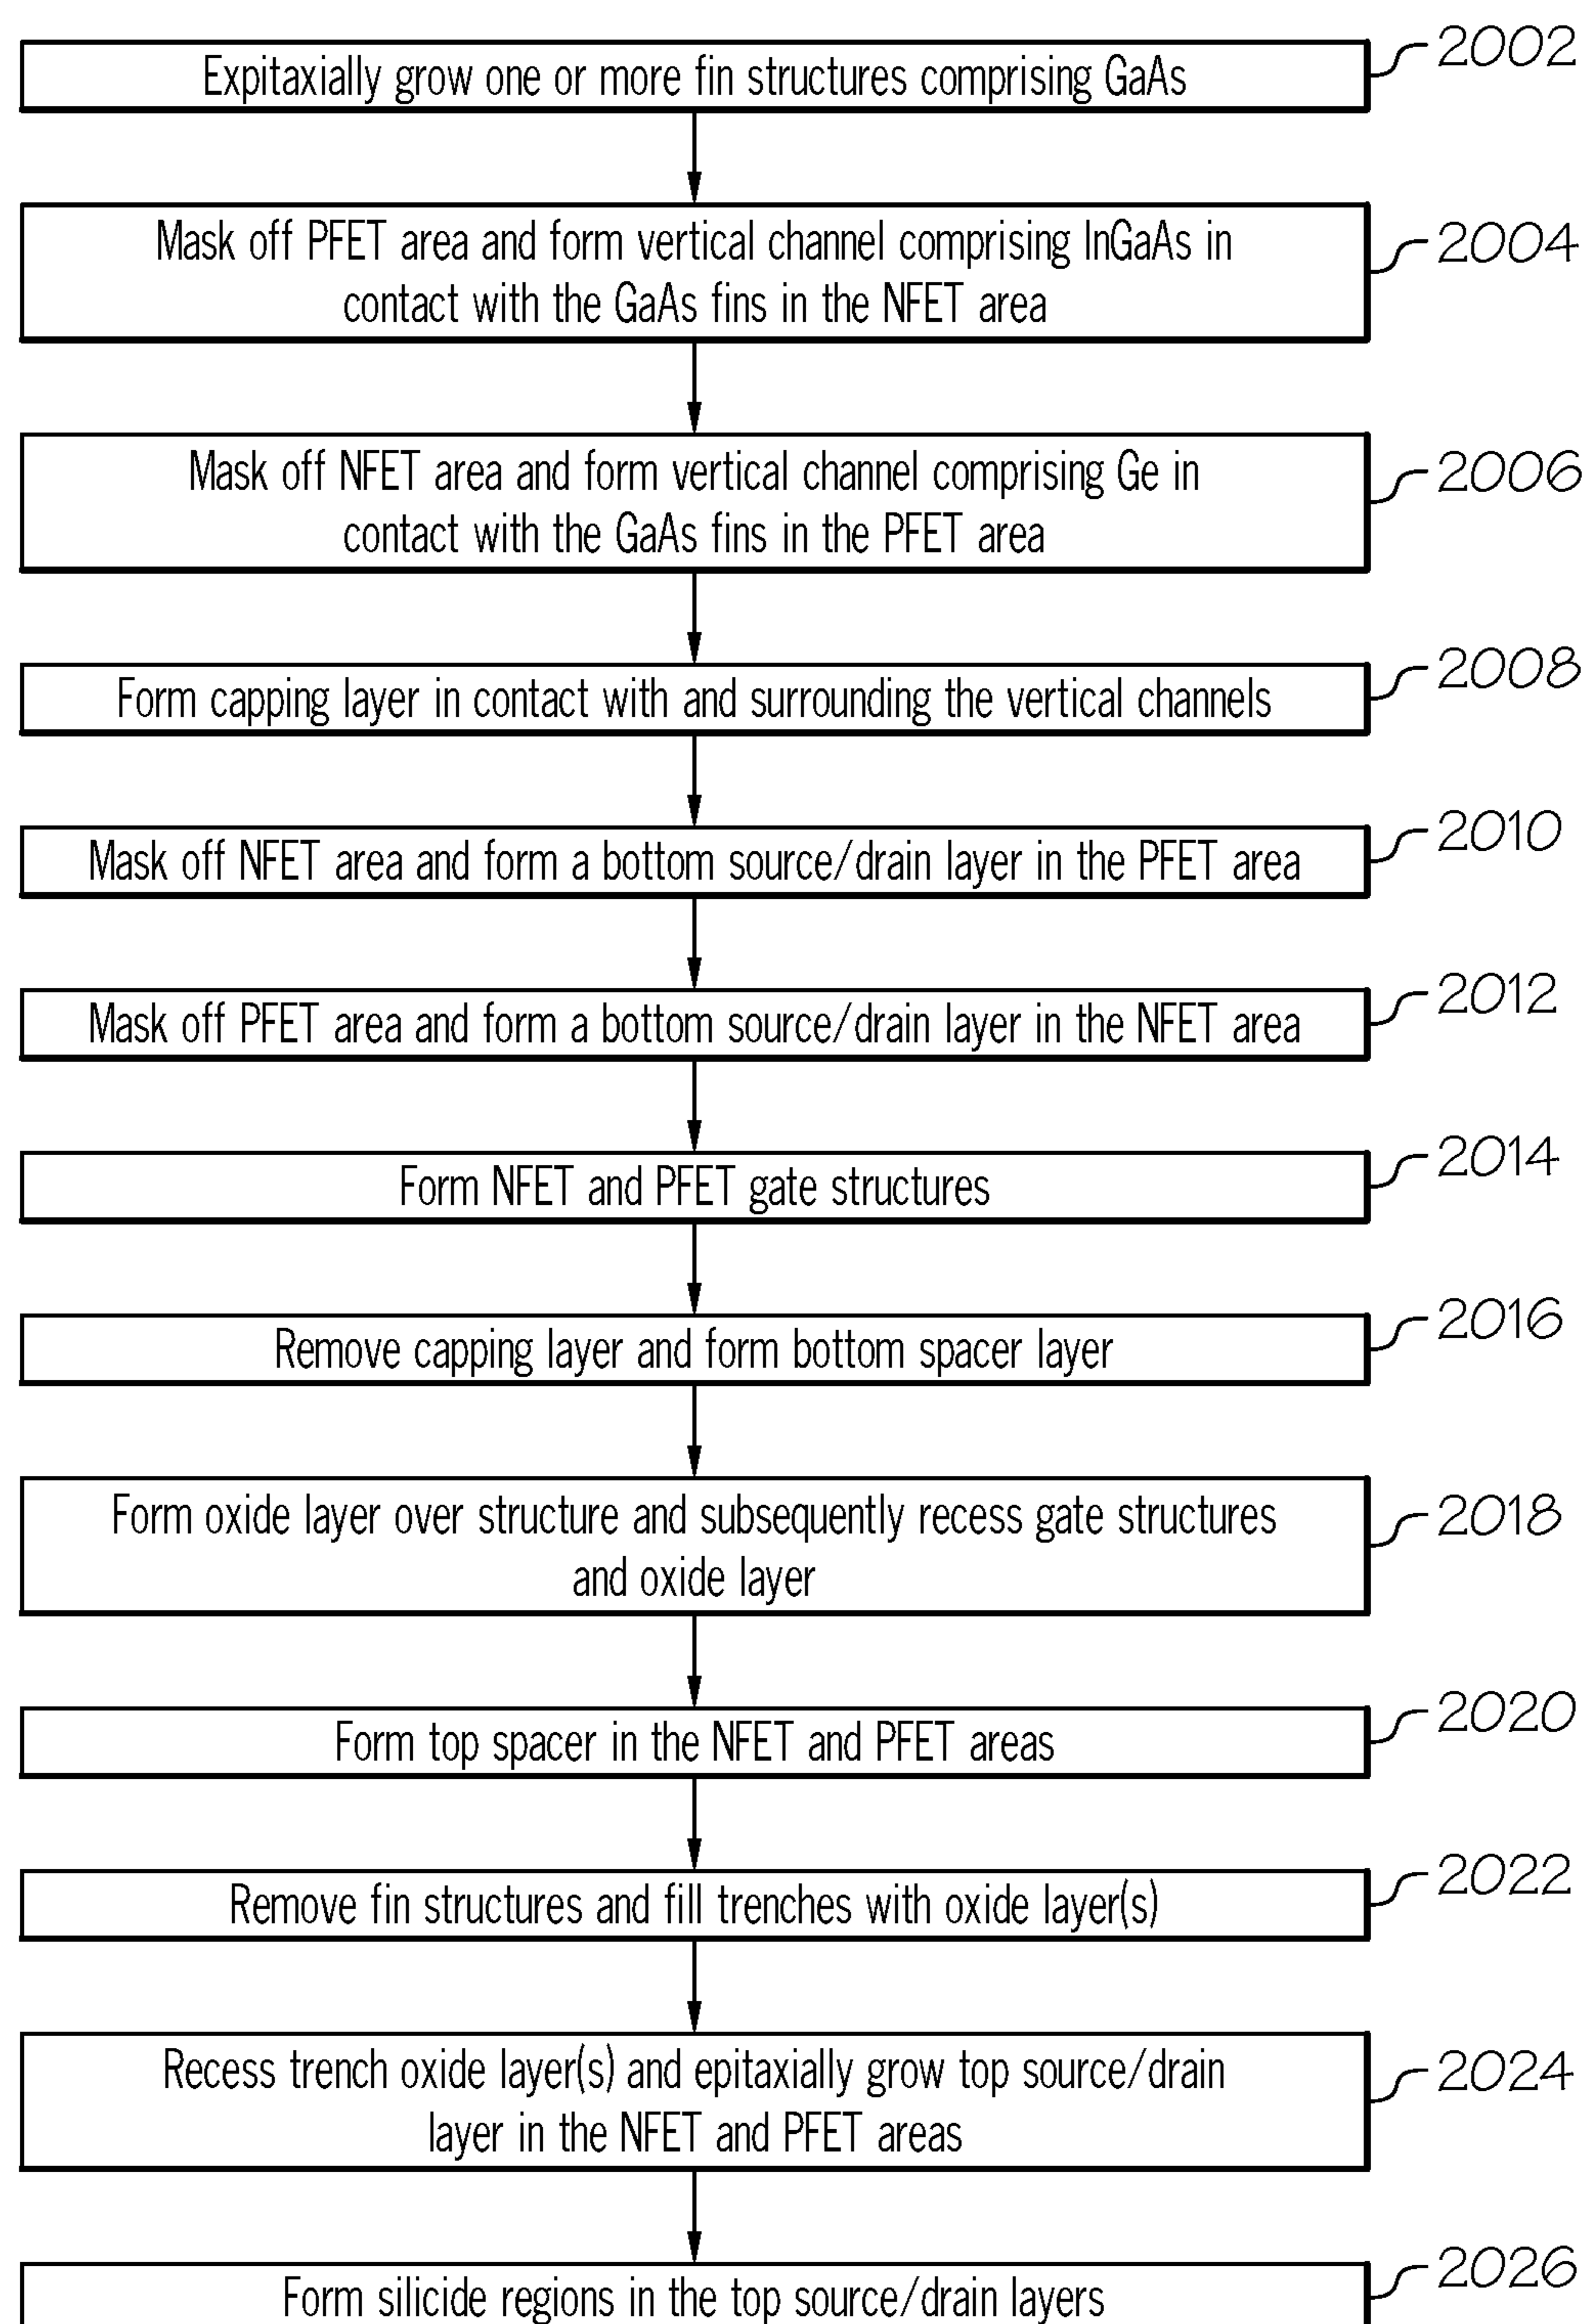 Expitaxially grow one or more fin structures comprising GaAs
2002
Mask off PFET area and form vertical channel comprising InGaAs in
contact with the GaAs fins in the NFET area
2004
Mask off NFET area and form vertical channel comprising Ge in
contact with the GaAs fins in the PFET area
2006
Form capping layer in contact with and surrounding the vertical channels
2008
Mask off NFET area and form a bottom source/drain layer in the PFET area
2010
Mask off PFET area and form a bottom source/drain layer in the NFET area
2012
Form NFET and PFET gate structures
2014
Remove capping layer and form bottom spacer layer
2016
Form oxide layer over structure and subsequently recess gate structures
and oxide layer
2018
Form top spacer in the NFET and PFET areas
2020
Remove fin structures and fill trenches with oxide layer(s)
2022
Recess trench oxide layer(s) and epitaxially grow top source/drain
layer in the NFET and PFET areas
2024
Form silicide regions in the top source/drain layers
2026